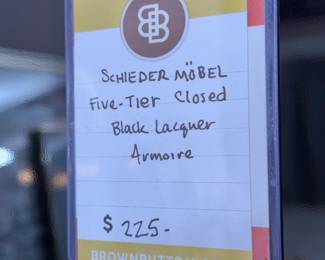 SCHIEDER MÖBEL
Five-Tier Closed
Black Lacquer
Armoire
$ 225-